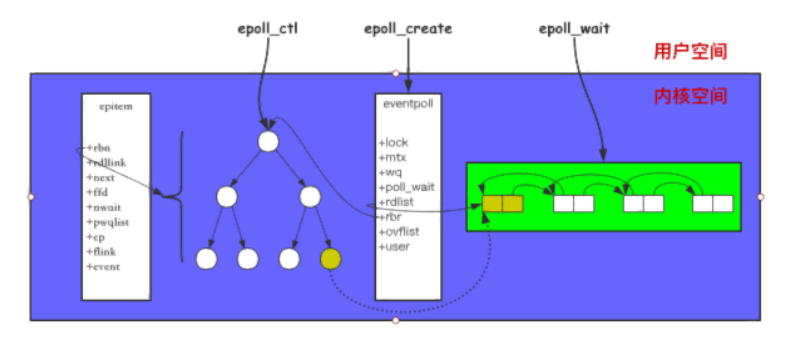 epoll_ctl
epoll_create
epoll_wait
用户空间
内核空间
epitem
+rbn
+rdllink
+next
+ffd
+nwait
+pwqlist
+ep
+flink
+event
eventpoll
+lock
+mtx
+wq
+poll_wait
+rdlist
+rbr
+ovflist
+user